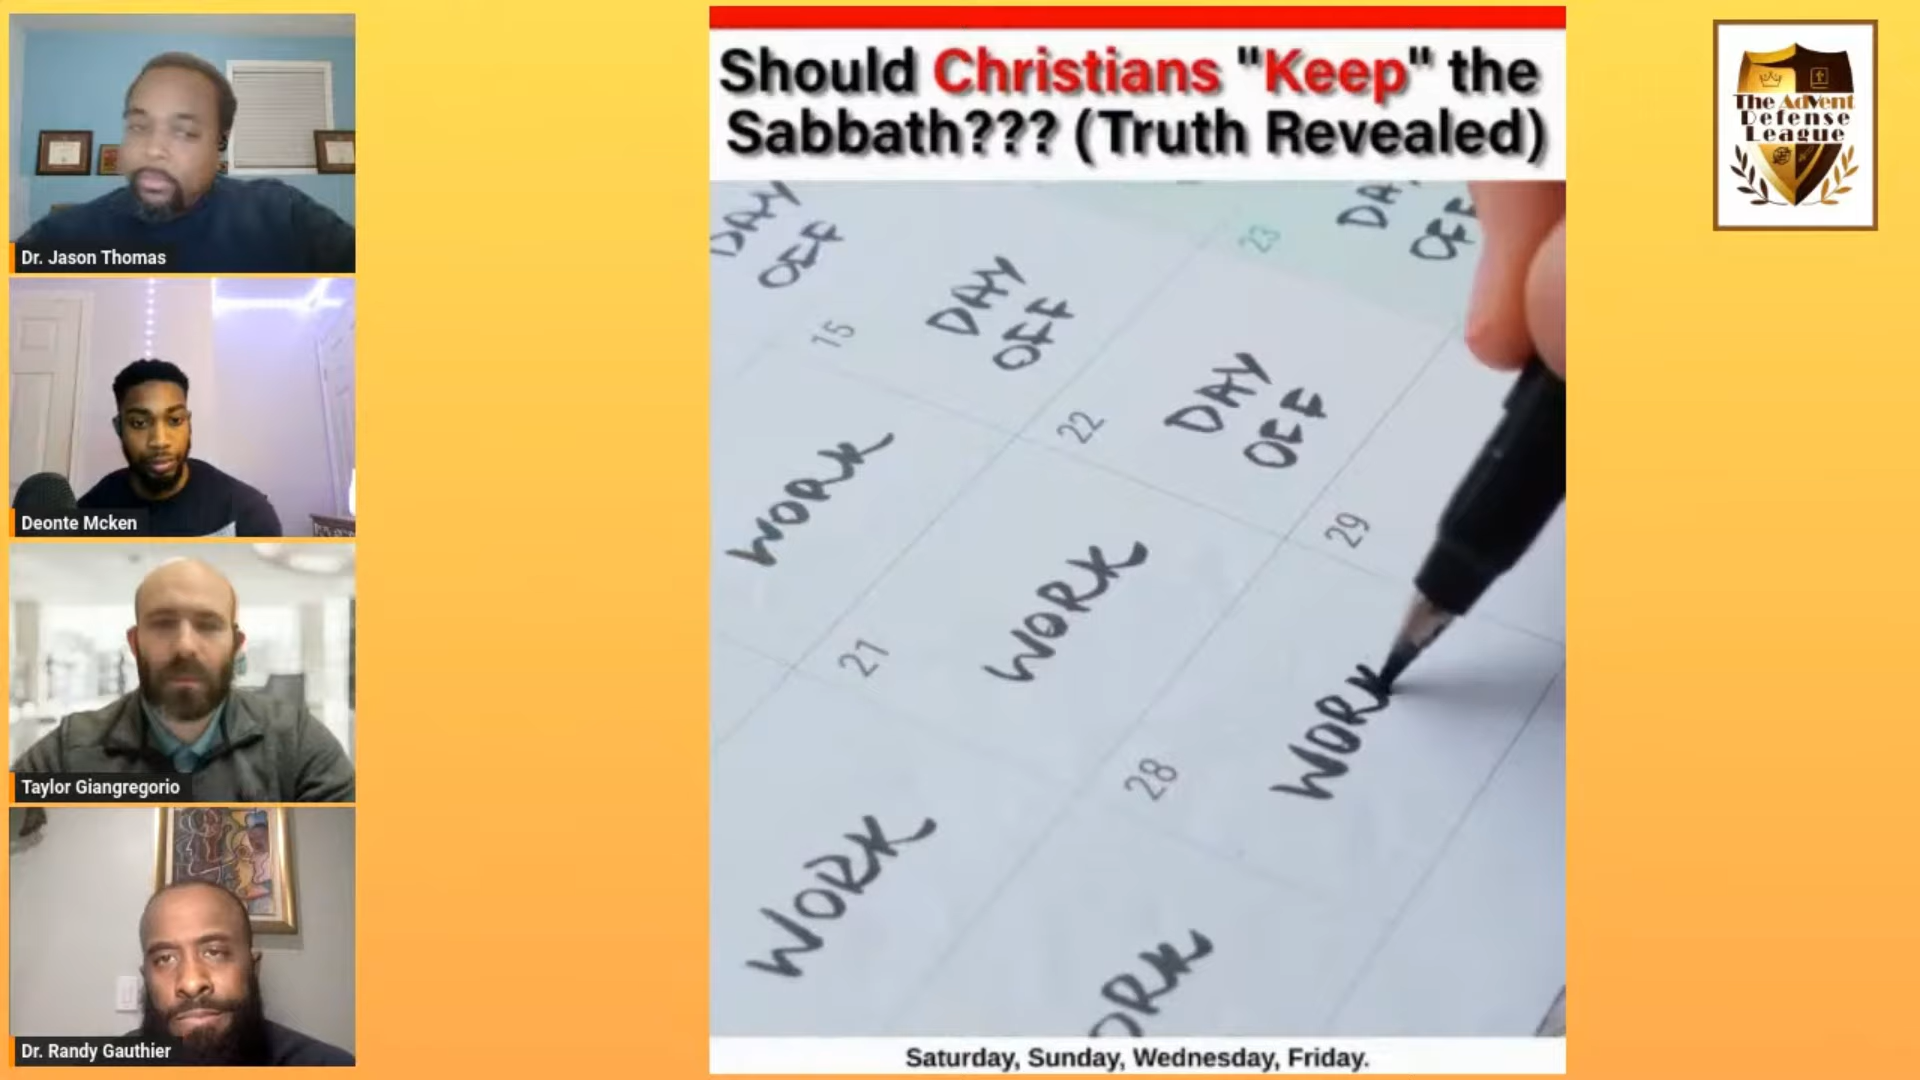 Dr. Jason Thomas
Deonte Mcken
Taylor Giangregorio
Dr. Randy Gauthier
Should Christians "Keep" the
Sabbath??? (Truth Revealed)
DAY
OFF
DAY
OFF
23
OFF
15
DAY
OFF
22
WORK
29
WORK
21
WORK
28
WORK
Saturday, Sunday, Wednesday, Friday.
The Advent
Defense
League